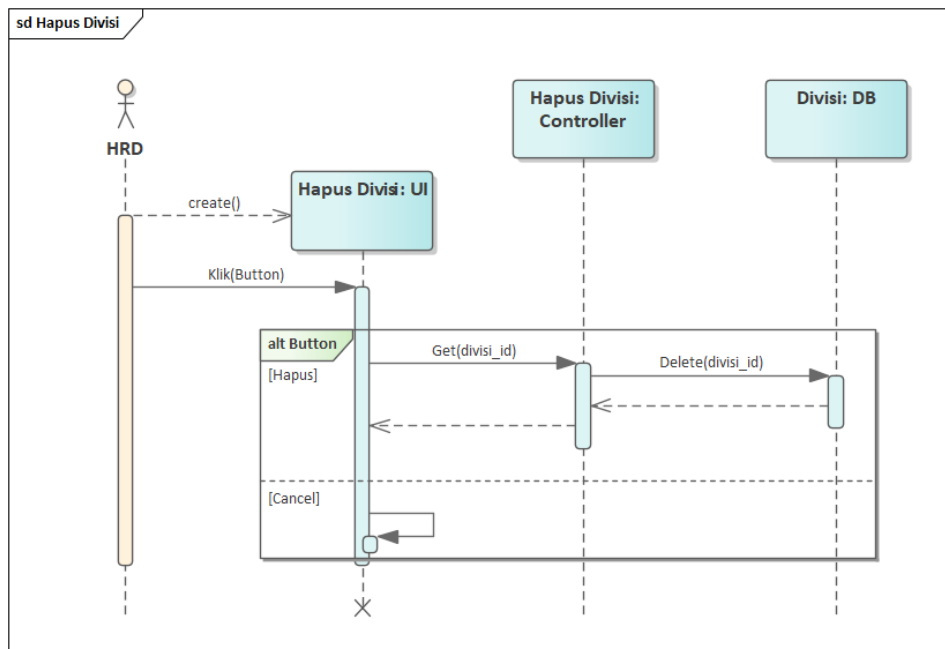 sd Hapus Divisi
HRD
Hapus Divisi:
Controller
Divisi: DB
Hapus Divisi: UI
create()
Klik(Button)
alt Button
[Hapus]
Get(divisi_id)
Delete(divisi_id)
[Cancel]